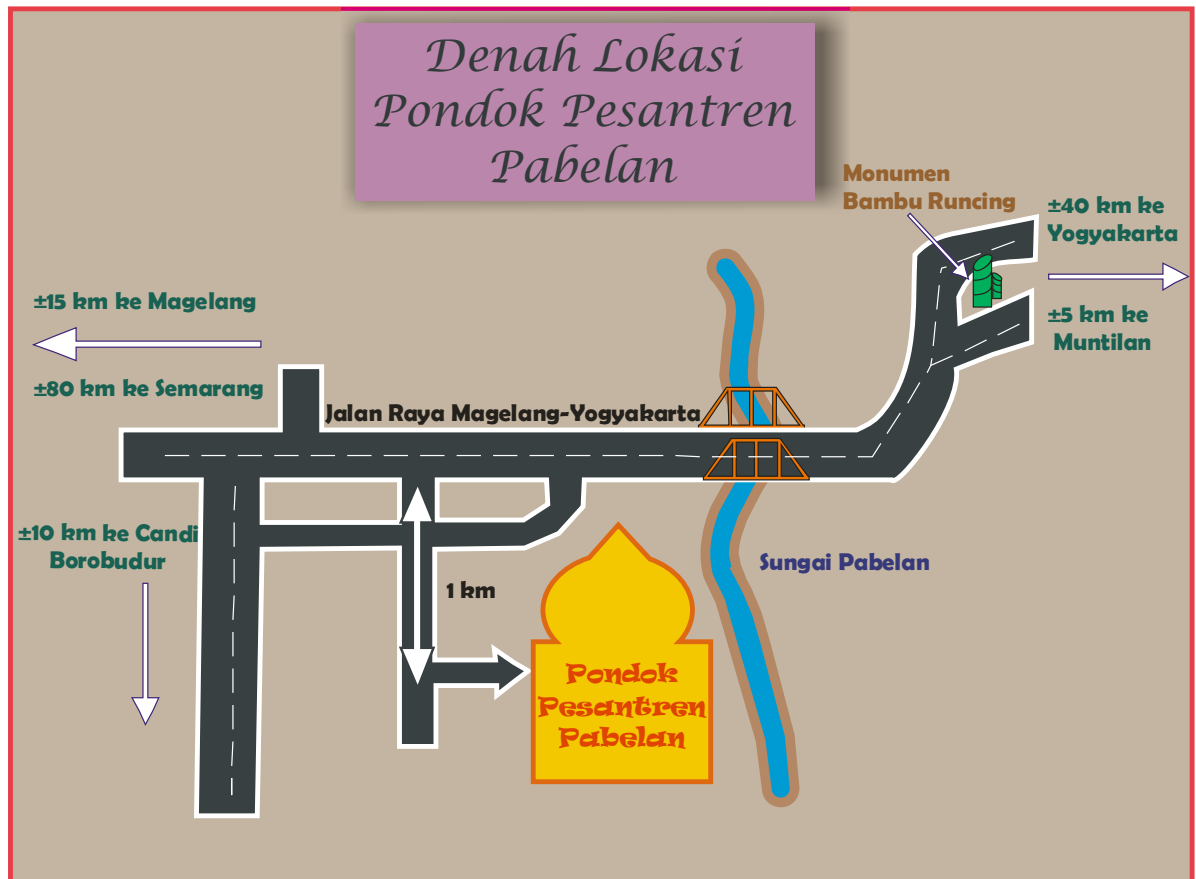 Denah Lokasi
Pondok Pesantren
Pabelan
Monumen
Bambu Runcing
±40 km ke
Yogyakarta
±15 km ke Magelang
±5 km ke
Muntilan
±80 km ke Semarang
Jalan Raya Magelang-Yogyakarta
±10 km ke Candi
Borobudur
Sungai Pabelan
1 km
Pondok
Pesantren
Pabelan